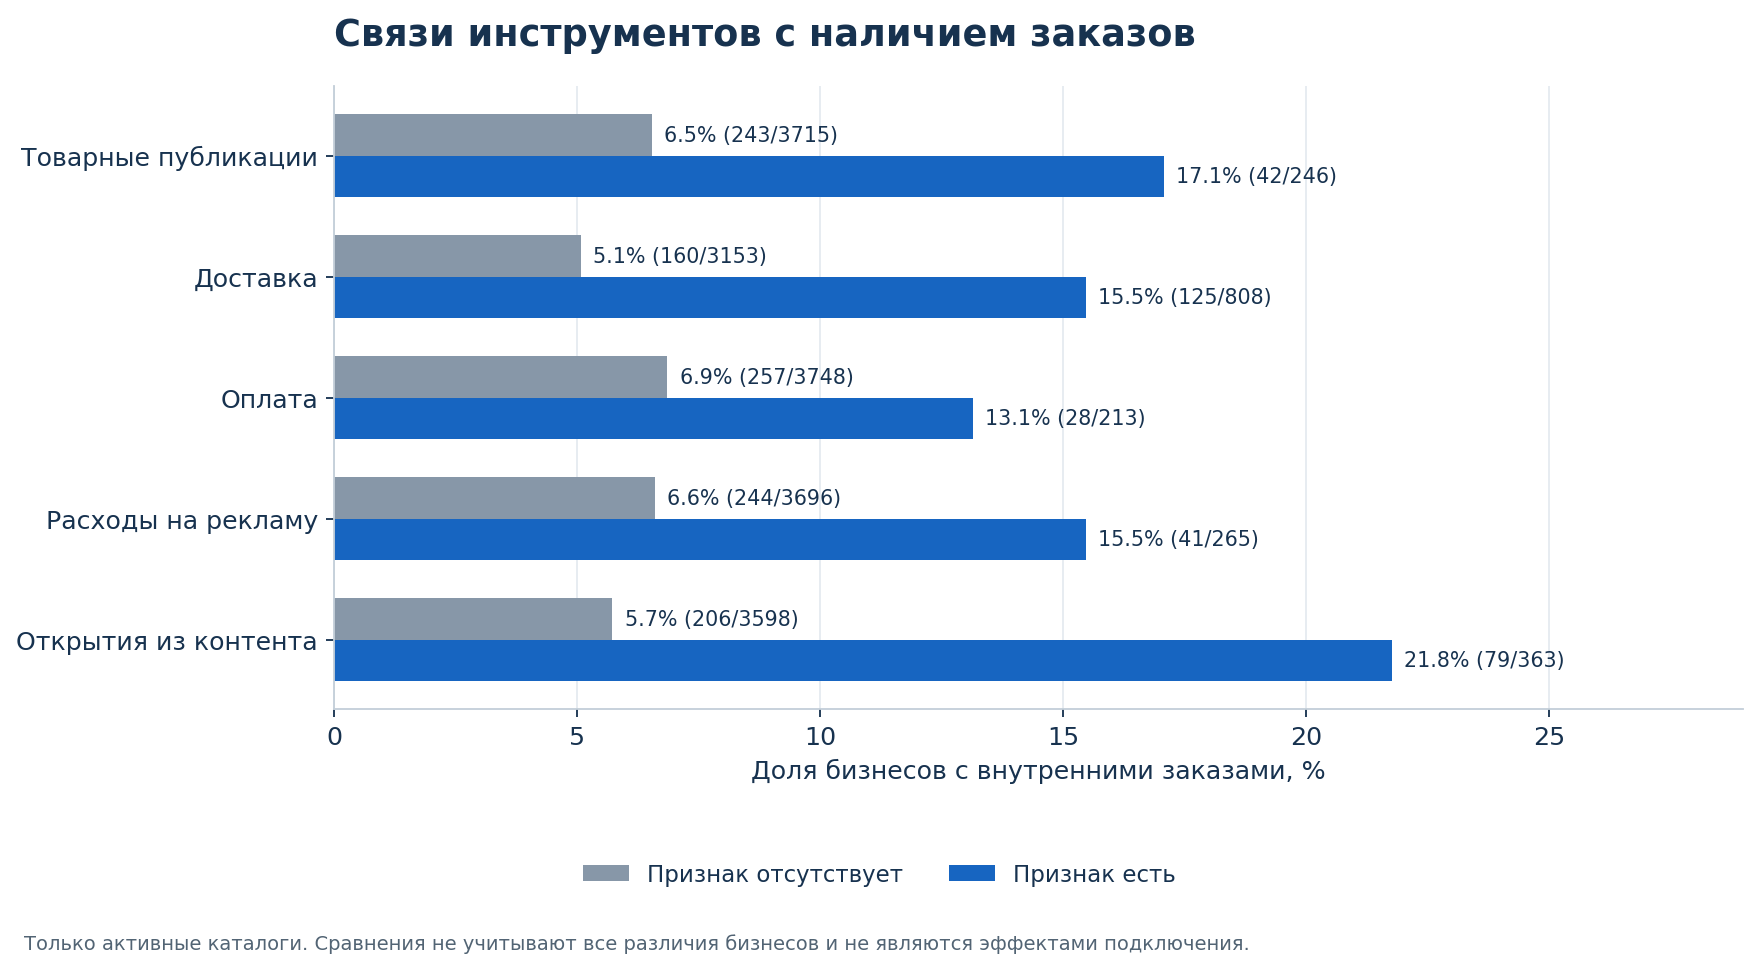 Связи инструментов с наличием заказов
Товарные публикации
6.5% (243/3715)
17.1% (42/246)
Доставка
5.1% (160/3153)
15.5% (125/808)
Оплата
6.9% (257/3748)
13.1% (28/213)
Расходы на рекламу
6.6% (244/3696)
15.5% (41/265)
Открытия из контента
5.7% (206/3598)
21.8% (79/363)
0 5 10 15 20 25
Доля бизнесов с внутренними заказами, %
Признак отсутствует Признак есть
Только активные каталоги. Сравнения не учитывают все различия бизнесов и не являются эффектами подключения.